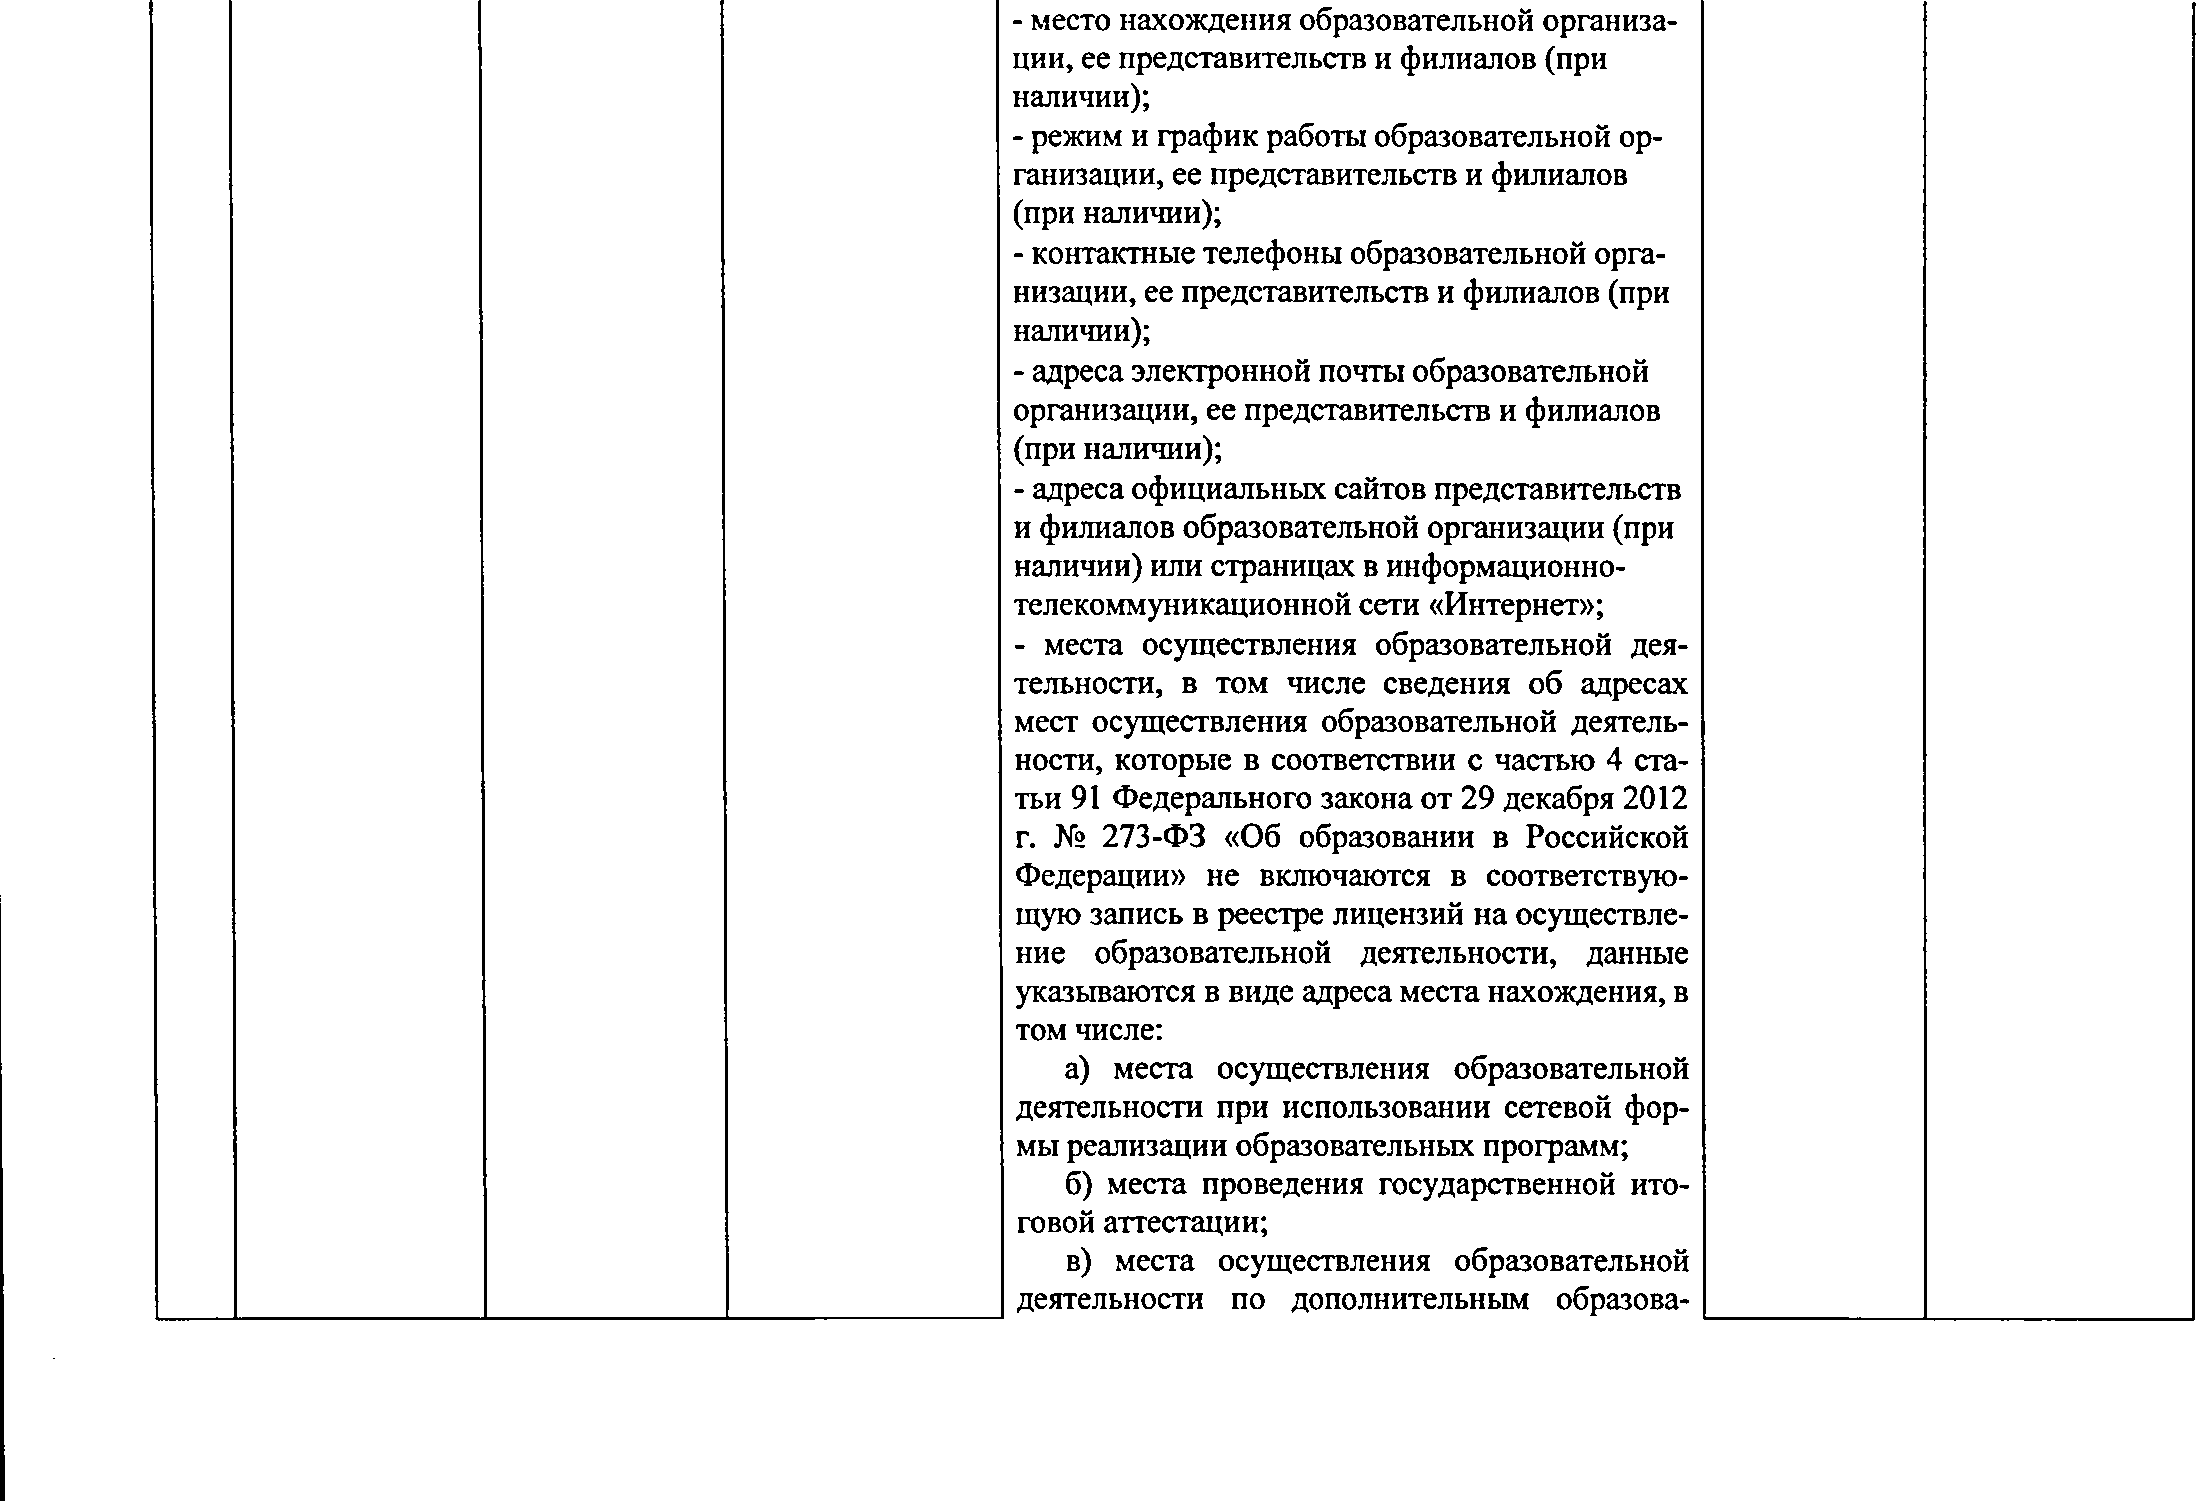 - место нахождения образовательной организа-
ции, ее представительств и филиалов (при
наличии);
- режим и график работы образовательной ор-
ганизации, ее представительств и филиалов
(при наличии);
- контактные телефоны образовательной орга-
низации, ее представительств и филиалов (при
наличии);
- адреса электронной почты образовательной
организации, ее представительств и филиалов
(при наличии);
- адреса официальных сайтов представительств
и филиалов образовательной организации (при
наличии) или страницах в информационно-
телекоммуникационной сети «Интернет»;
- места осуществления образовательной дея-
тельности, в том числе сведения об адресах
мест осуществления образовательной деятель-
ности, которые в соответствии с частью 4 ста-
тьи 91 Федерального закона от 29 декабря 2012
г. № 273-ФЗ «Об образовании в Российской
Федерации» не включаются в соответствую-
щую запись в реестре лицензий на осуществле-
ние образовательной деятельности, данные
указываются в виде адреса места нахождения, в
том числе:
а) места осуществления образовательной
деятельности при использовании сетевой фор-
мы реализации образовательных программ;
б) места проведения государственной ито-
говой аттестации;
в) места осуществления образовательной
деятельности по дополнительным образова-